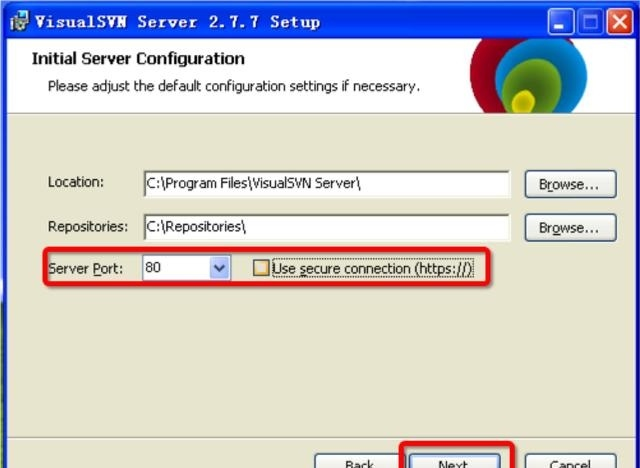 VisualSVN Server 2.7.7 Setup
Initial Server Configuration
Please adjust the default configuration settings if necessary.
Location: C:\Program Files\VisualSVN Server\ Browse...
Repositories: C:\Repositories\ Browse...
Server Port: 80 Use secure connection (https://)
Back Next Cancel